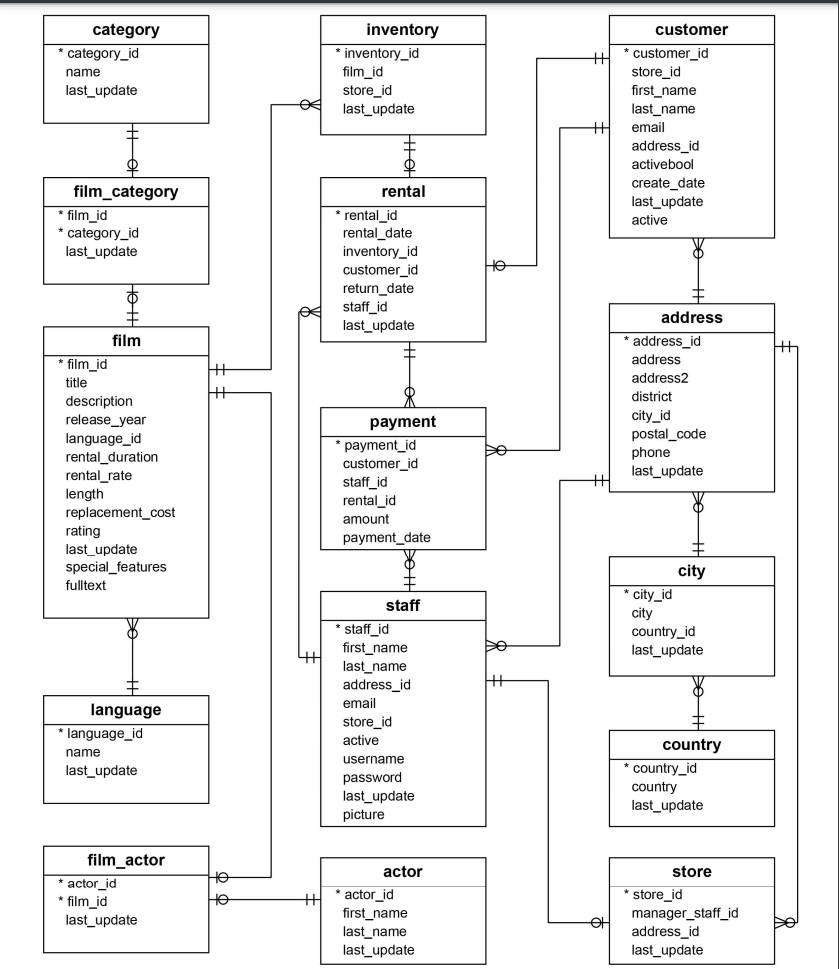 category
* category_id
name
last_update
film_category
* film_id
* category_id
last_update
film
* film_id
title
description
release_year
language_id
rental_duration
rental_rate
length
replacement_cost
rating
last_update
special_features
fulltext
language
* language_id
name
last_update
film_actor
* actor_id
* film_id
last_update
inventory
* inventory_id
film_id
store_id
last_update
rental
* rental_id
rental_date
inventory_id
customer_id
return_date
staff_id
last_update
payment
* payment_id
customer_id
staff_id
rental_id
amount
payment_date
staff
* staff_id
first_name
last_name
address_id
email
store_id
active
username
password
last_update
picture
actor
* actor_id
first_name
last_name
last_update
customer
* customer_id
store_id
first_name
last_name
email
address_id
activebool
create_date
last_update
active
address
* address_id
address
address2
district
city_id
postal_code
phone
last_update
city
* city_id
city
country_id
last_update
country
* country_id
country
last_update
store
* store_id
manager_staff_id
address_id
last_update